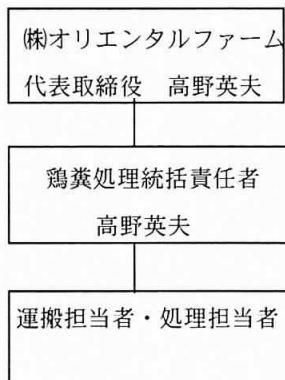 ㈱オリエンタルファーム
代表取締役　高野英夫
鶏糞処理統括責任者
高野英夫
運搬担当者・処理担当者